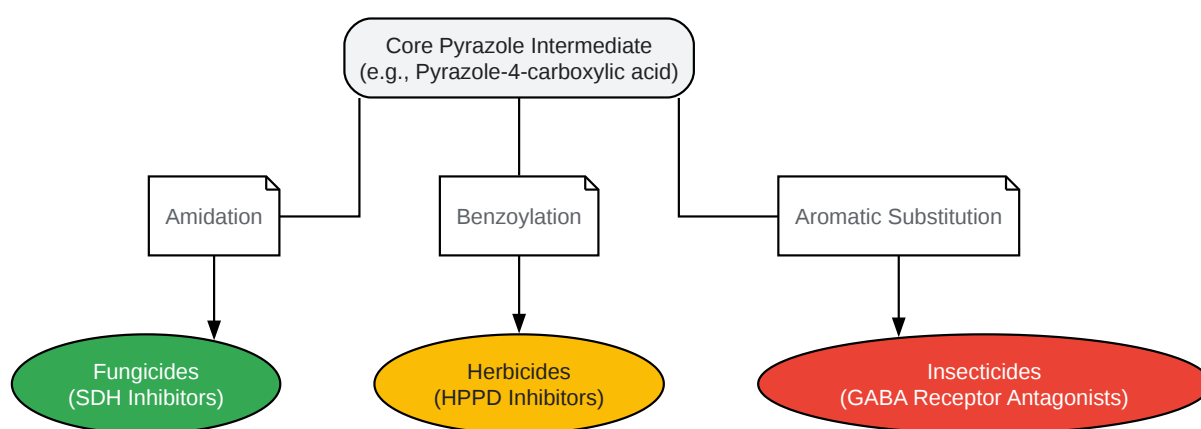 Core Pyrazole Intermediate
(e.g., Pyrazole-4-carboxylic acid)
Amidation
Benzoylation
Aromatic Substitution
Fungicides
(SDH Inhibitors)
Herbicides
(HPPD Inhibitors)
Insecticides
(GABA Receptor Antagonists)